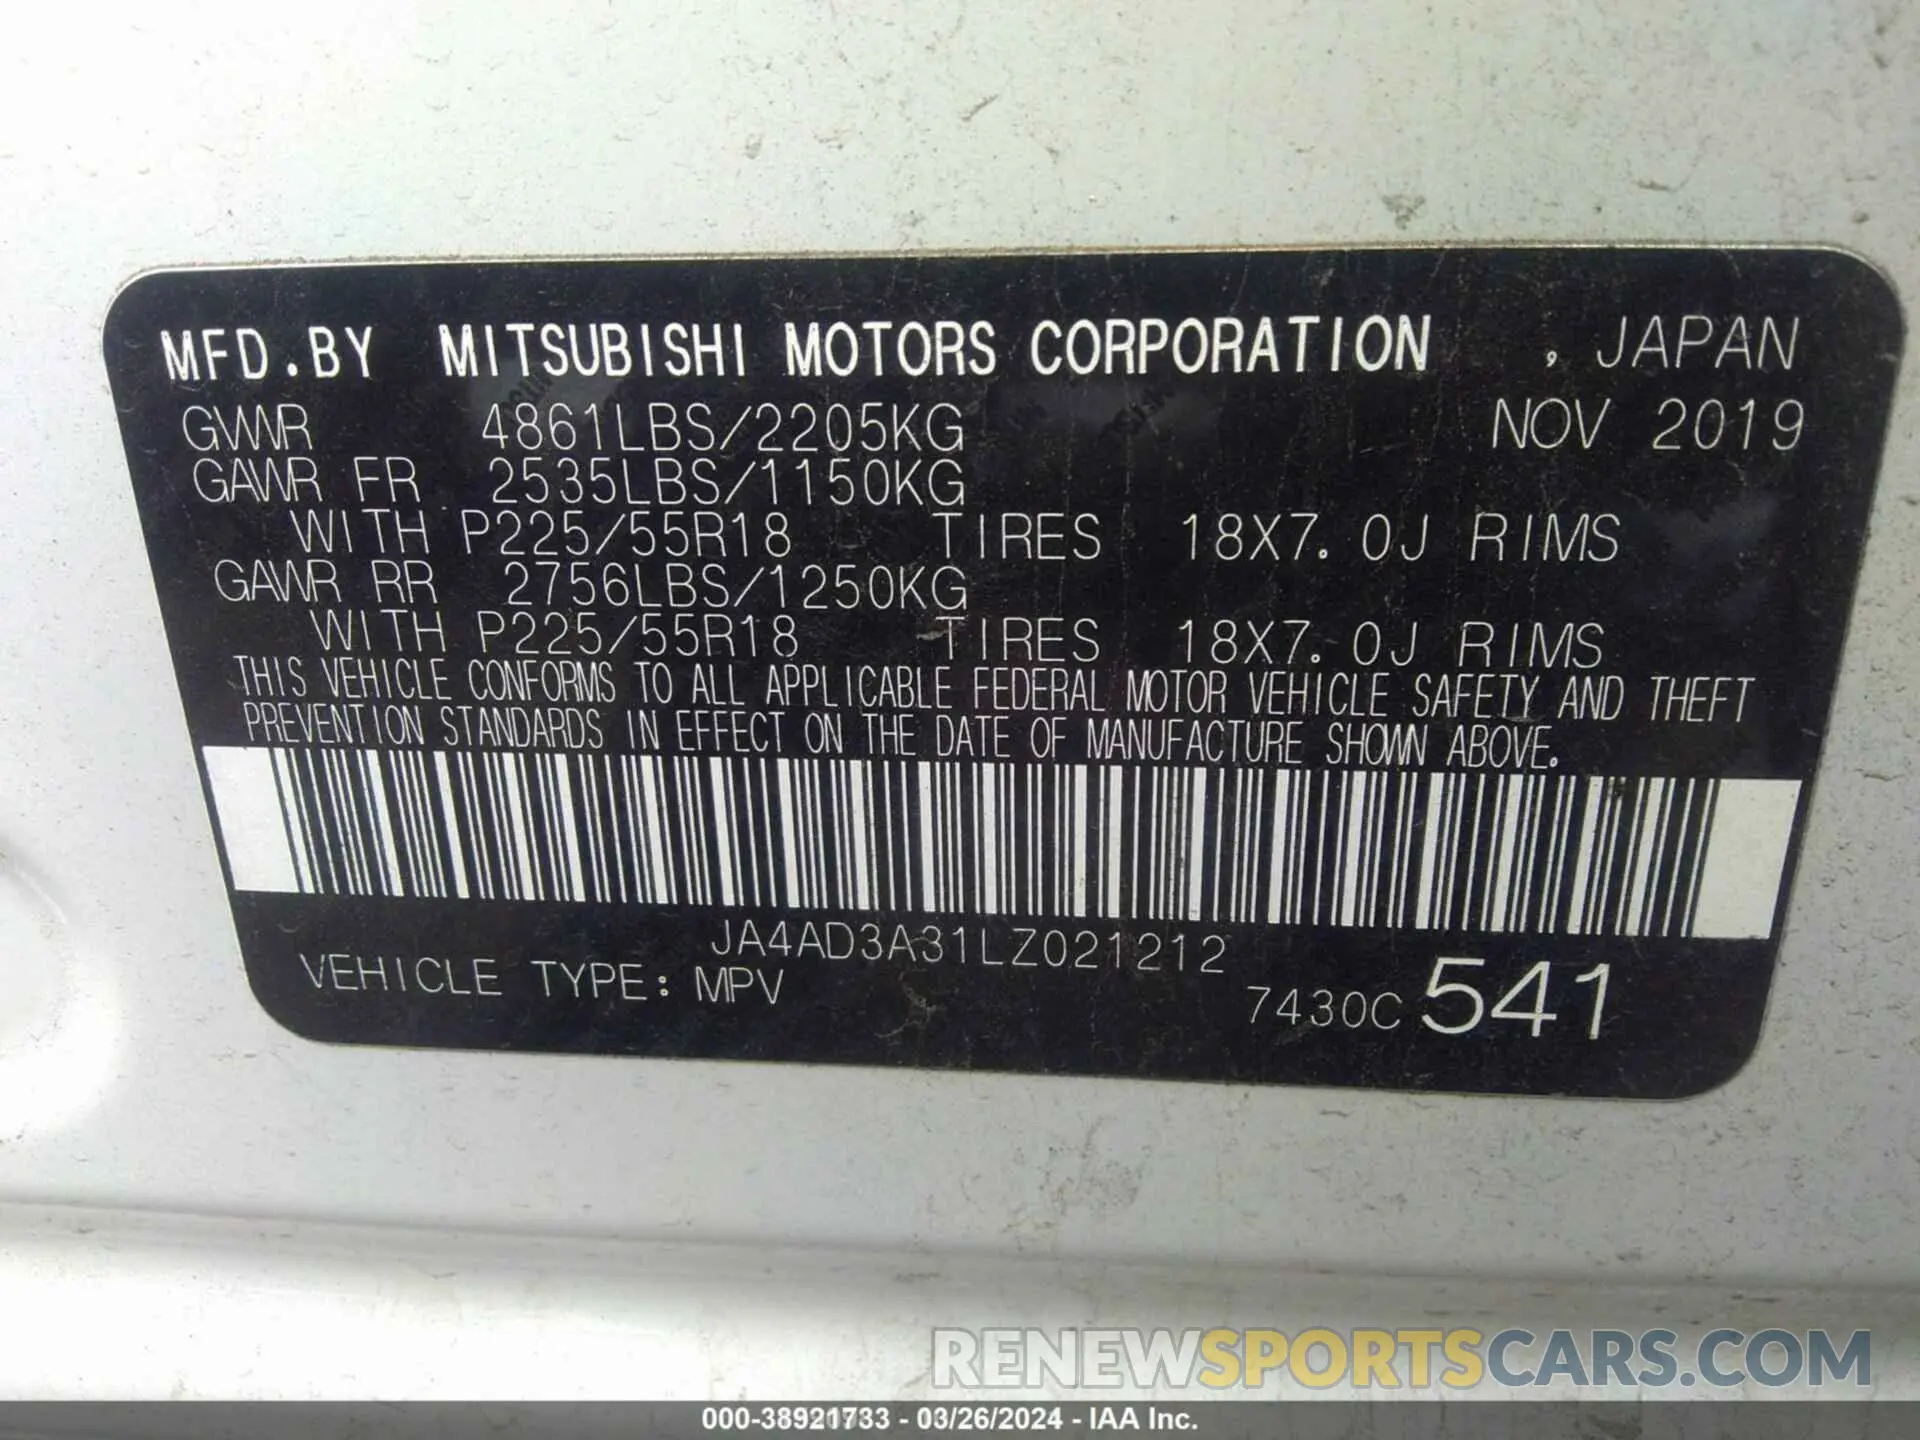 MFD.BY MITSUBISHI MOTORS CORPORATION , JAPAN
GVWR 4861LBS/2205KG NOV 2019
GAWR FR 2535LBS/1150KG
WITH P225/55R18 TIRES 18X7.0J RIMS
GAWR RR 2756LBS/1250KG
WITH P225/55R18 TIRES 18X7.0J RIMS
THIS VEHICLE CONFORMS TO ALL APPLICABLE FEDERAL MOTOR VEHICLE SAFETY AND THEFT
PREVENTION STANDARDS IN EFFECT ON THE DATE OF MANUFACTURE SHOWN ABOVE.
JA4AD3A31LZ021212
VEHICLE TYPE: MPV 7430C 541
RENEWSPORTSCARS.COM
000-38921733 - 03/26/2024 - IAA Inc.